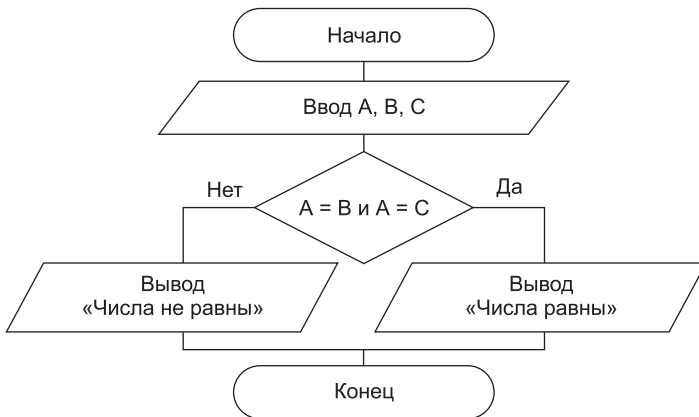 Начало
Ввод A, B, C
Нет
Да
A = B и A = C
Вывод
«Числа не равны»
Вывод
«Числа равны»
Конец